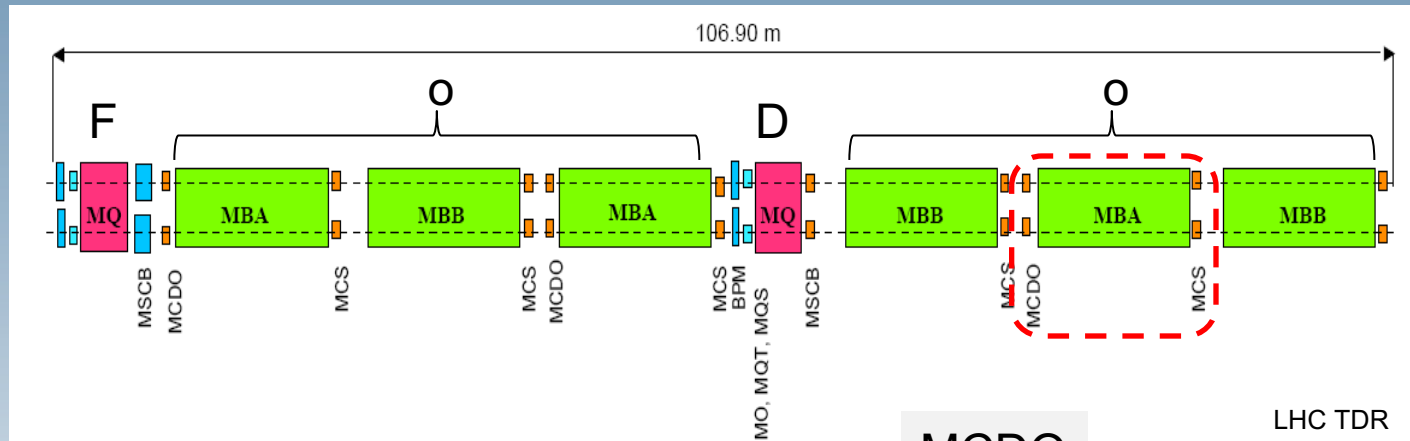 106.90 m
F
O
D
O
MQ
MBA
MBB
MBA
MQ
MBB
MBA
MBB
MSCB
MCDO
MCS
MCS
MCDO
MCS
BPM
MO, MQT, MQS
MSCB
MCS
MCDO
MCS
MCDO
LHC TDR